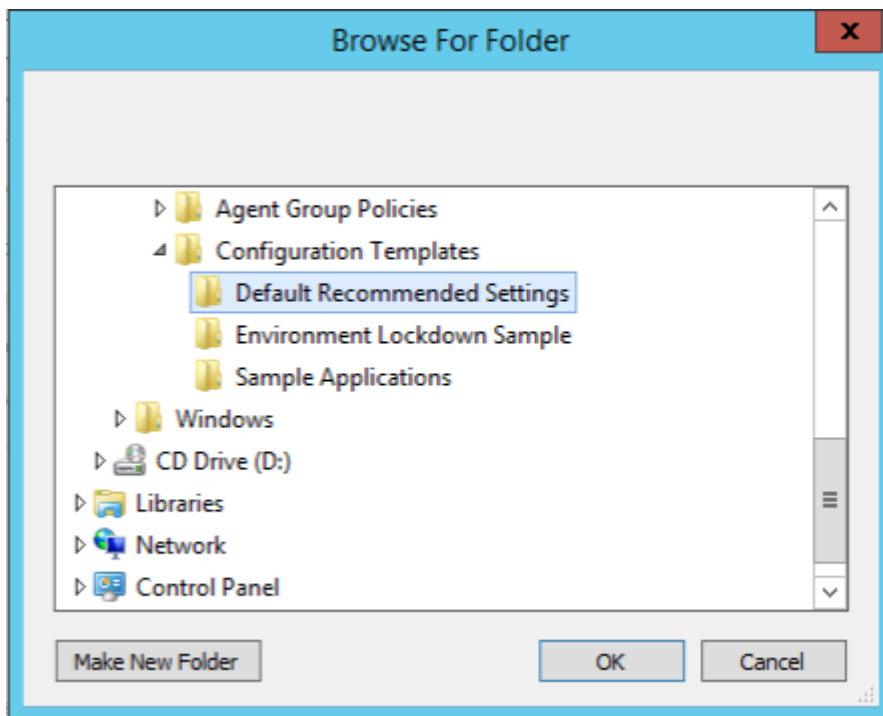 Browse For Folder
x
Agent Group Policies
Configuration Templates
Default Recommended Settings
Environment Lockdown Sample
Sample Applications
Windows
CD Drive (D:)
Libraries
Network
Control Panel
Make New Folder OK Cancel